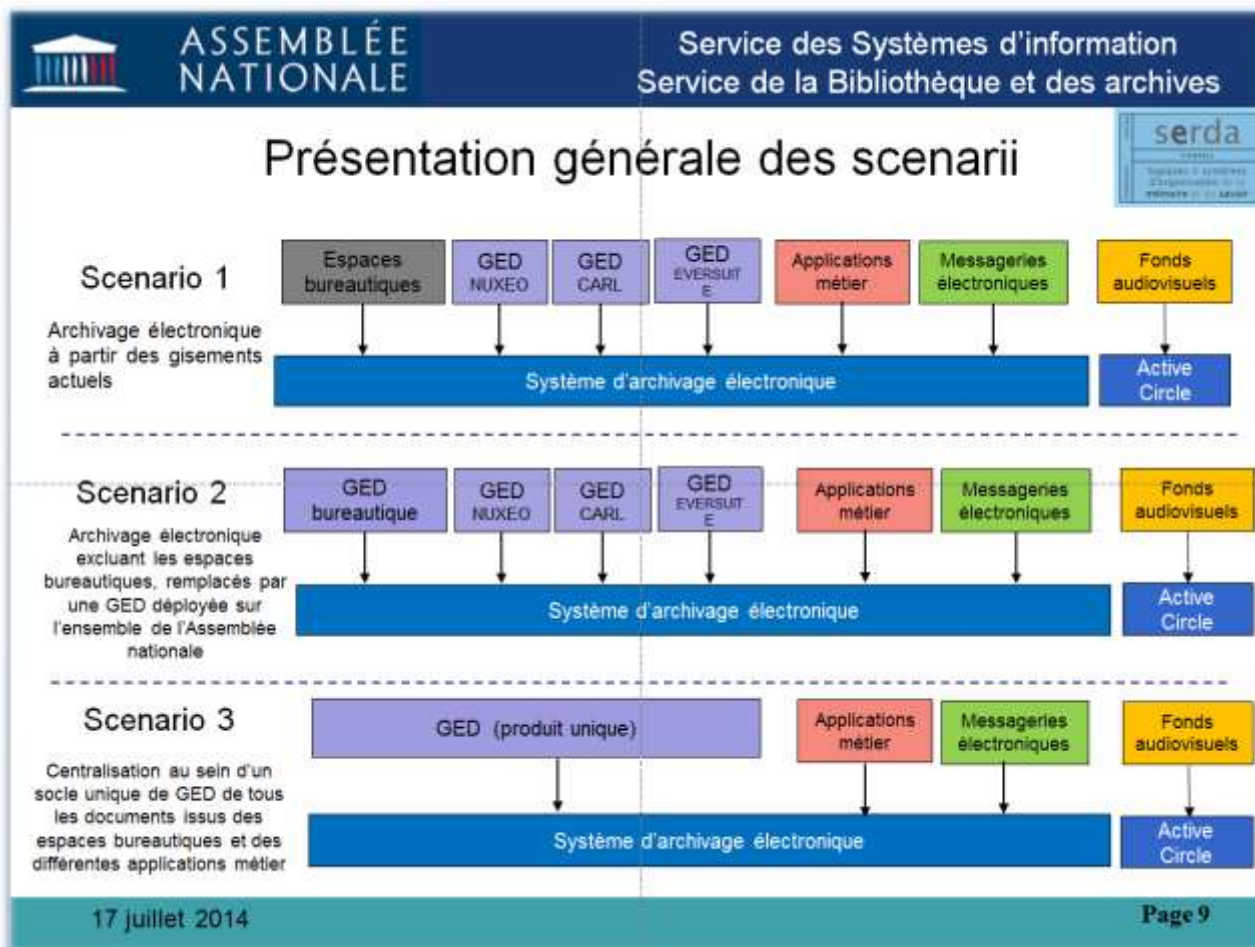 ASSEMBLÉE
NATIONALE
Service des Systèmes d'information
Service de la Bibliothèque et des archives
serda
Présentation générale des scenarii
Scenario 1
Archivage électronique
à partir des gisements
actuels
Espaces
bureautiques
GED
NUXEO
GED
CARL
GED
EVERSUIT
E
Applications
métier
Messageries
électroniques
Fonds
audiovisuels
Système d'archivage électronique
Active
Circle
Scenario 2
Archivage électronique
excluant les espaces
bureautiques, remplacés par
une GED déployée sur
l'ensemble de l'Assemblée
nationale
GED
bureautique
GED
NUXEO
GED
CARL
GED
EVERSUIT
E
Applications
métier
Messageries
électroniques
Fonds
audiovisuels
Système d'archivage électronique
Active
Circle
Scenario 3
Centralisation au sein d'un
socle unique de GED de tous
les documents issus des
espaces bureautiques et des
différentes applications métier
GED (produit unique)
Applications
métier
Messageries
électroniques
Fonds
audiovisuels
Système d'archivage électronique
Active
Circle
17 juillet 2014
Page 9